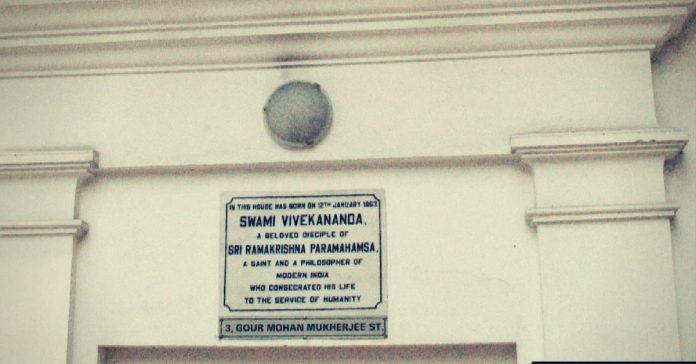 IN THIS HOUSE WAS BORN ON 12TH JANUARY 1863
SWAMI VIVEKANANDA,
A BELOVED DISCIPLE OF
SRI RAMAKRISHNA PARAMAHAMSA,
A SAINT AND A PHILOSOPHER OF
MODERN INDIA
WHO CONSECRATED HIS LIFE
TO THE SERVICE OF HUMANITY
3, GOUR MOHAN MUKHERJEE ST.